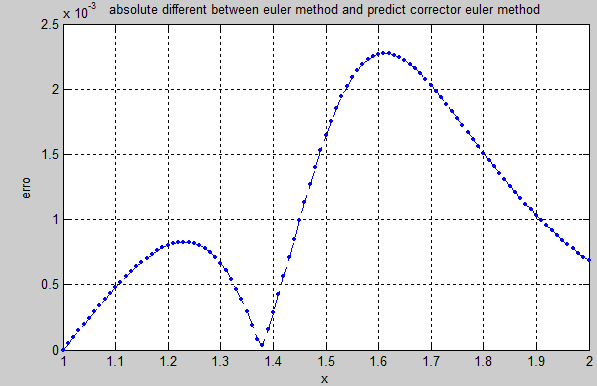 absolute different between euler method and predict corrector euler method
x 10^-3
2.5
2
1.5
1
0.5
0
erro
1 1.1 1.2 1.3 1.4 1.5 1.6 1.7 1.8 1.9 2
x